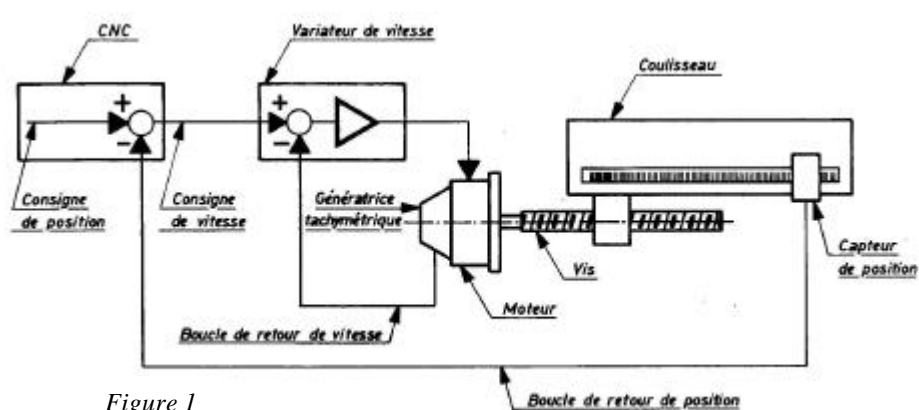 CNC
Variateur de vitesse
Coulisseau
+
-
+
-
Consigne
de position
Consigne
de vitesse
Génératrice
tachymétrique
Capteur
de position
Vis
Moteur
Boucle de retour de vitesse
Figure 1
Boucle de retour de position